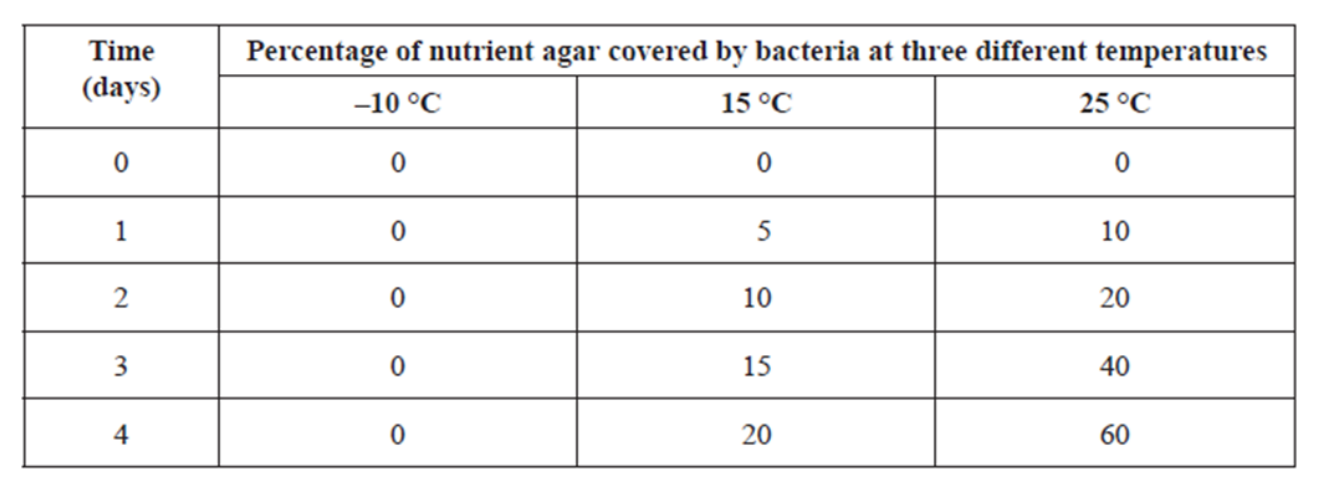 Time Percentage of nutrient agar covered by bacteria at three different temperatures
(days) –10 °C 15 °C 25 °C
0 0 0 0
1 0 5 10
2 0 10 20
3 0 15 40
4 0 20 60